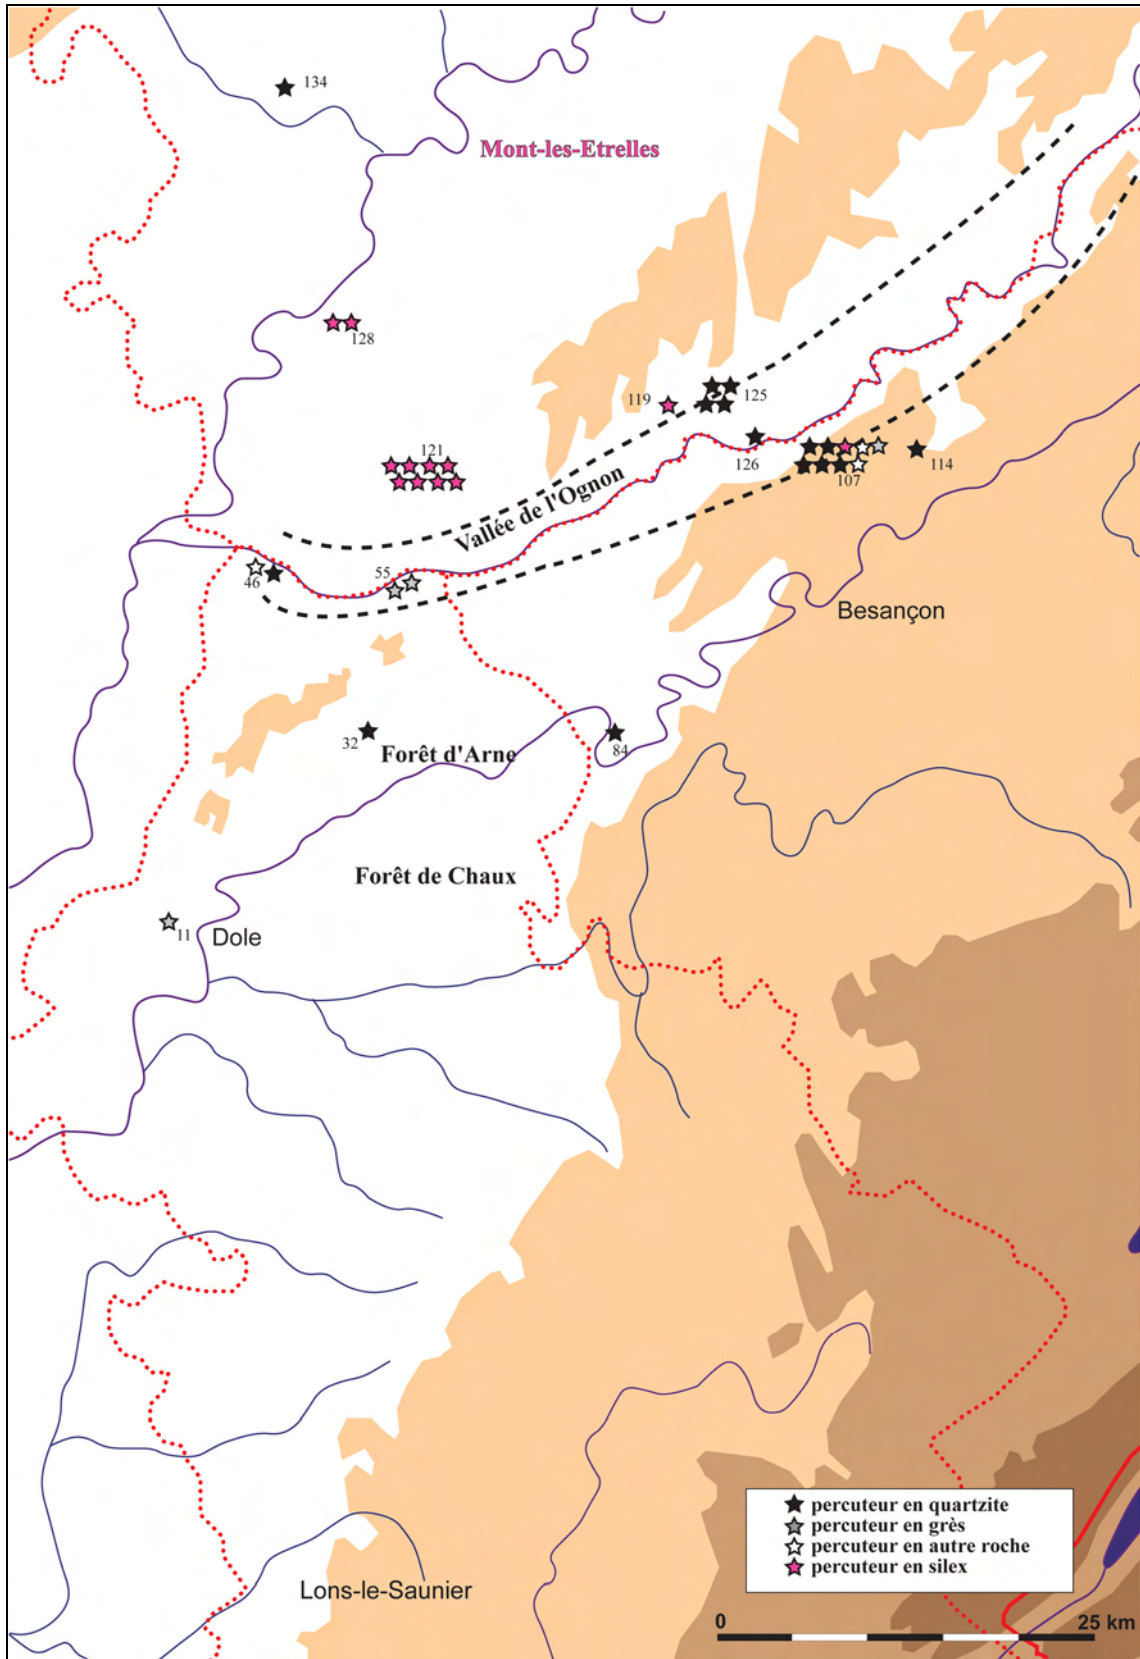 134
Mont-les-Etrelles
128
119
125
121
126
107
114
Vallée de l'Ognon
46
55
Besançon
32
Forêt d'Arne
84
Forêt de Chaux
11
Dole
percuteur en quartzite
percuteur en grès
percuteur en autre roche
percuteur en silex
Lons-le-Saunier
0 25 km